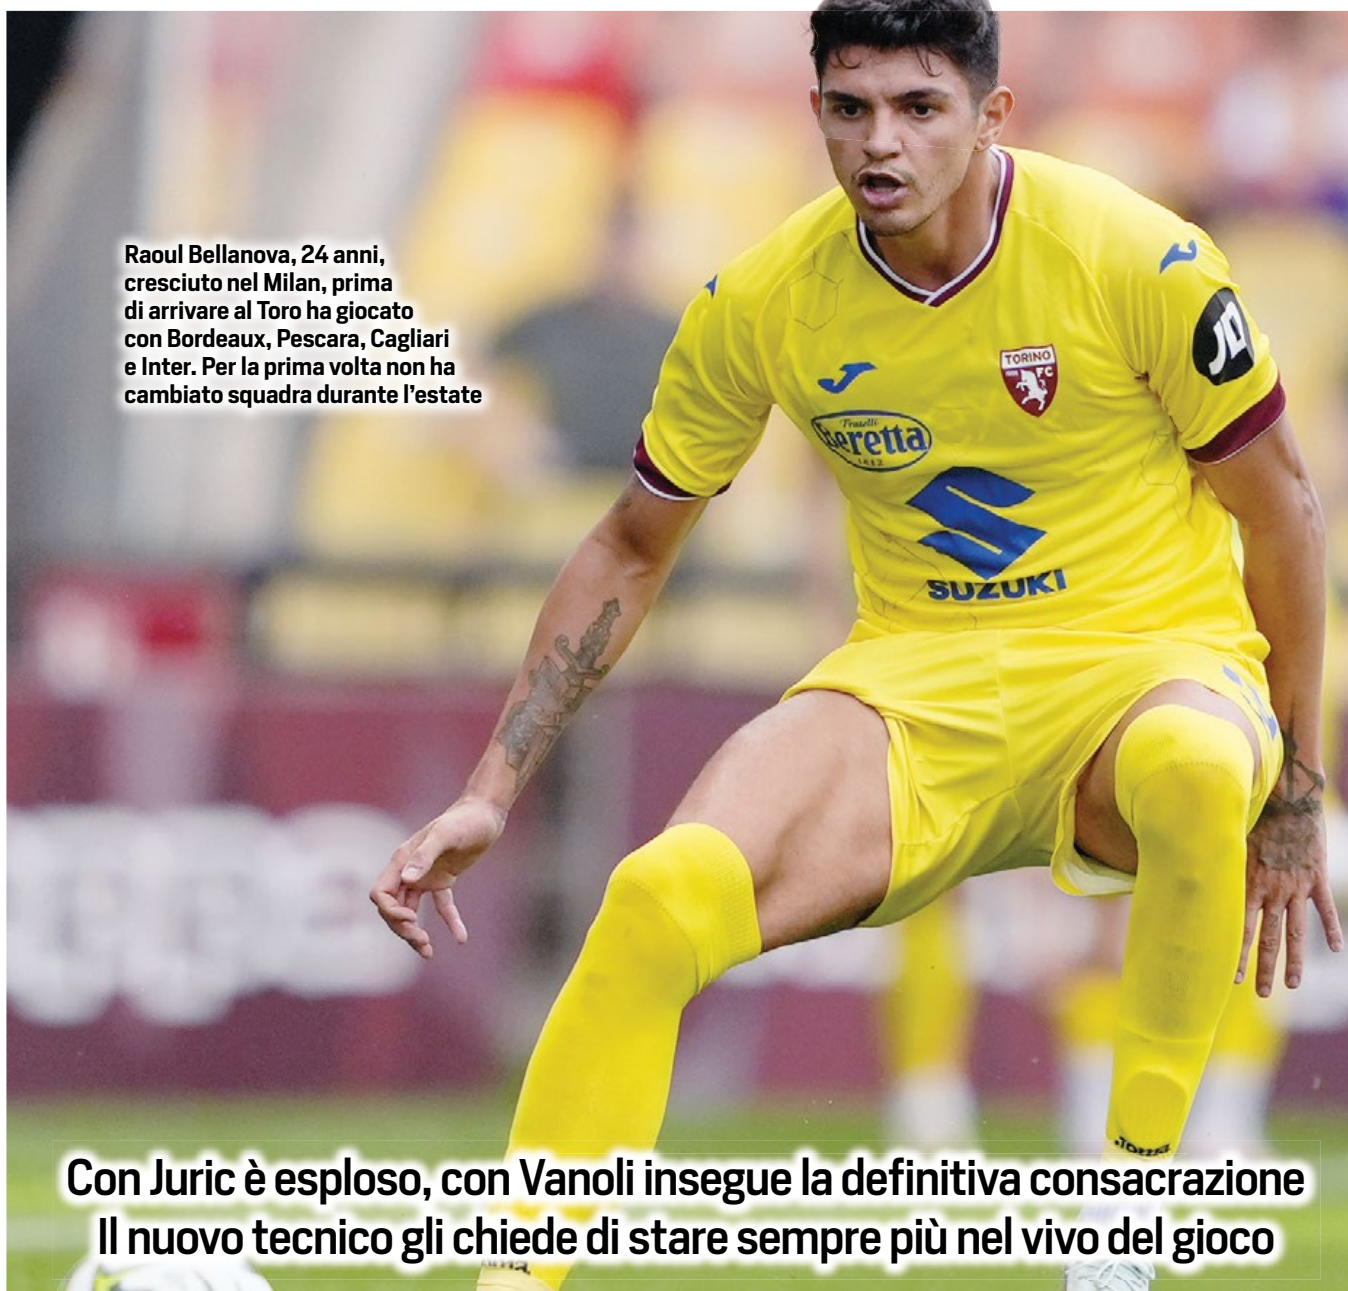 Raoul Bellanova, 24 anni,
cresciuto nel Milan, prima
di arrivare al Toro ha giocato
con Bordeaux, Pescara, Cagliari
e Inter. Per la prima volta non ha
cambiato squadra durante l'estate
JD
TORINO
FC
Fratelli
Beretta
1812
SUZUKI
Con Juric è esploso, con Vanoli insegue la definitiva consacrazione
Il nuovo tecnico gli chiede di stare sempre più nel vivo del gioco